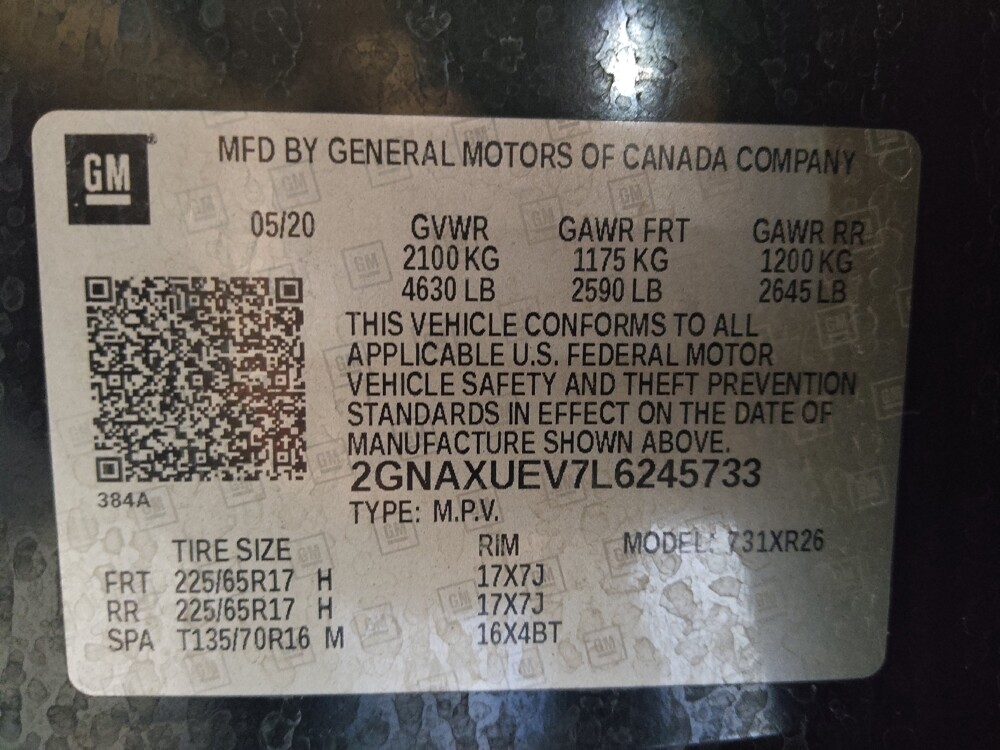 GM
MFD BY GENERAL MOTORS OF CANADA COMPANY
05/20 GVWR GAWR FRT GAWR RR
2100 KG 1175 KG 1200 KG
4630 LB 2590 LB 2645 LB
THIS VEHICLE CONFORMS TO ALL
APPLICABLE U.S. FEDERAL MOTOR
VEHICLE SAFETY AND THEFT PREVENTION
STANDARDS IN EFFECT ON THE DATE OF
MANUFACTURE SHOWN ABOVE.
2GNAXUEV7L6245733
384A
TYPE: M.P.V.
TIRE SIZE RIM MODEL: 731XR26
FRT 225/65R17 H 17X7J
RR 225/65R17 H 17X7J
SPA T135/70R16 M 16X4BT